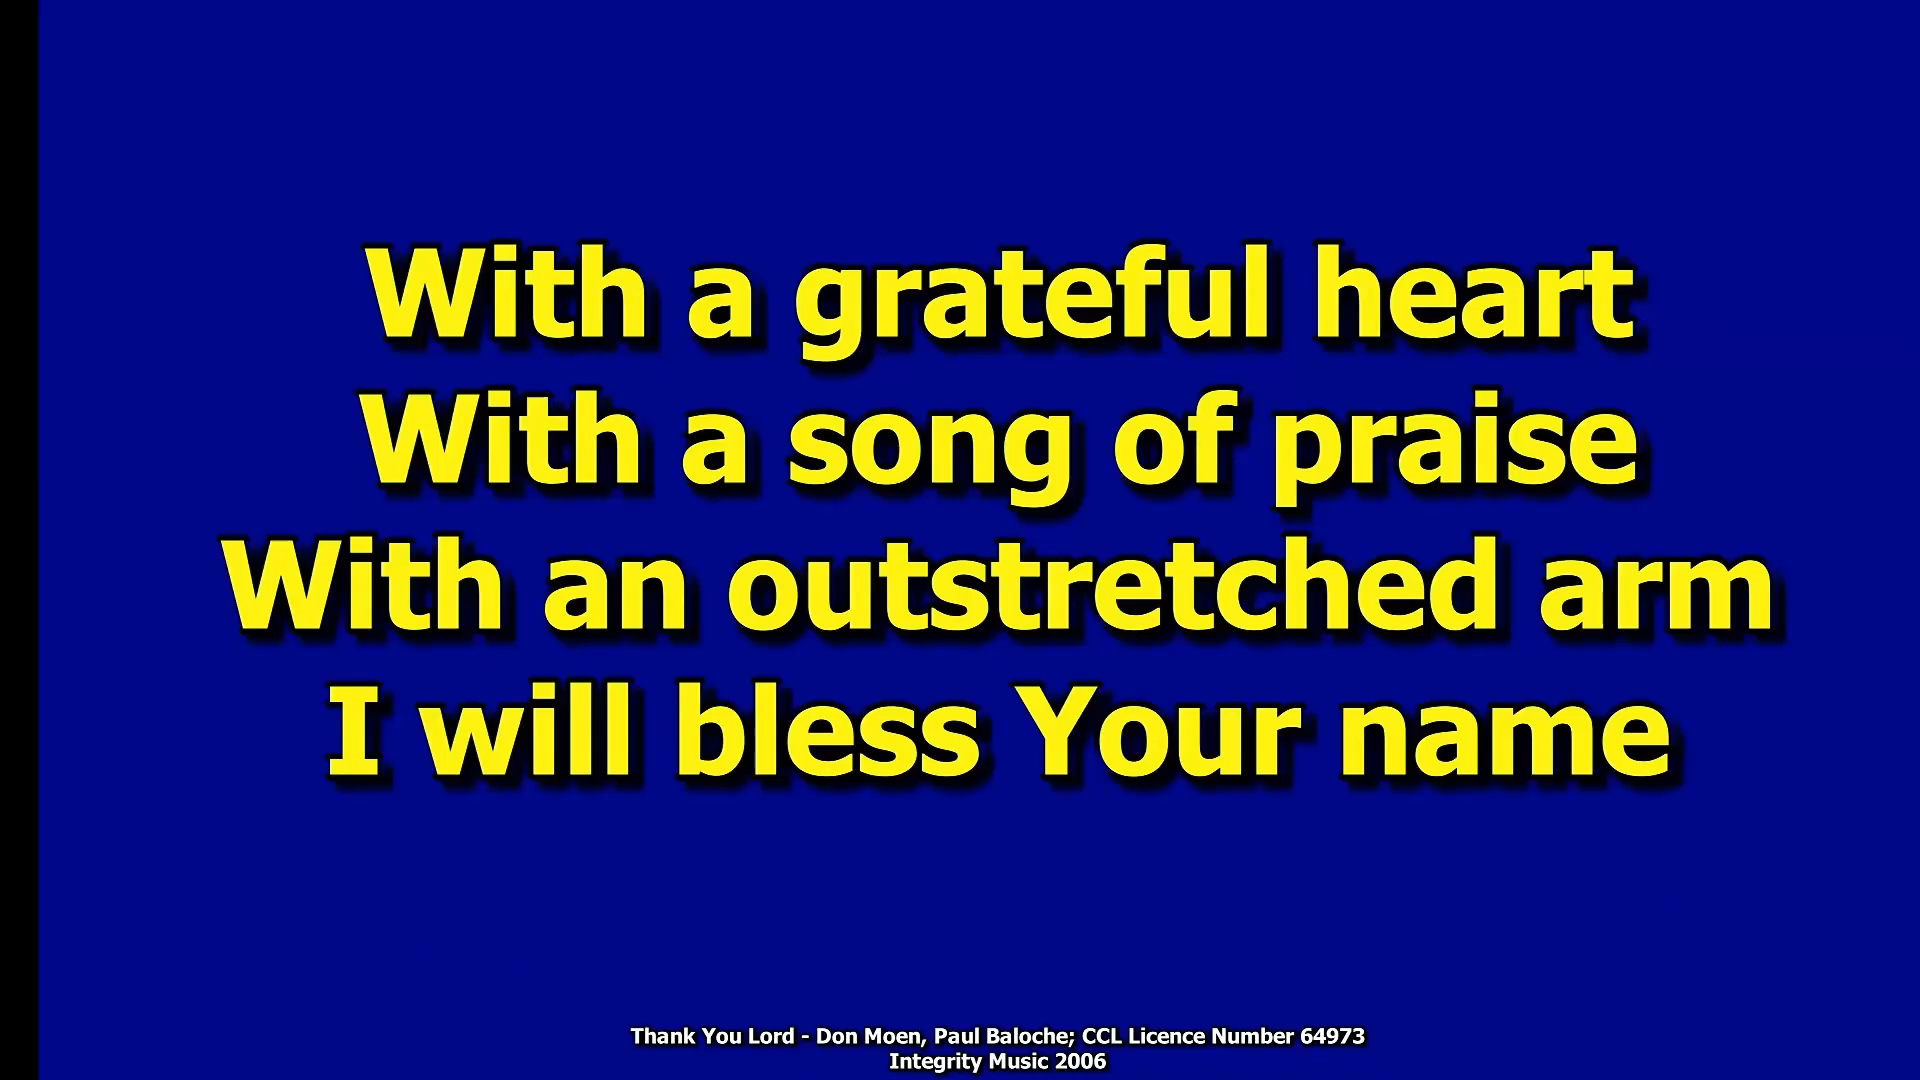 With a grateful heart
With a song of praise
With an outstretched arm
I will bless Your name
Thank You Lord - Don Moen, Paul Baloche; CCL Licence Number 64973
Integrity Music 2006